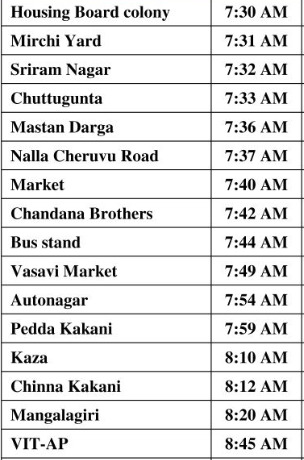 Housing Board colony 7:30 AM
Mirchi Yard 7:31 AM
Sriram Nagar 7:32 AM
Chuttugunta 7:33 AM
Mastan Darga 7:36 AM
Nalla Cheruvu Road 7:37 AM
Market 7:40 AM
Chandana Brothers 7:42 AM
Bus stand 7:44 AM
Vasavi Market 7:49 AM
Autonagar 7:54 AM
Pedda Kakani 7:59 AM
Kaza 8:10 AM
Chinna Kakani 8:12 AM
Mangalagiri 8:20 AM
VIT-AP 8:45 AM